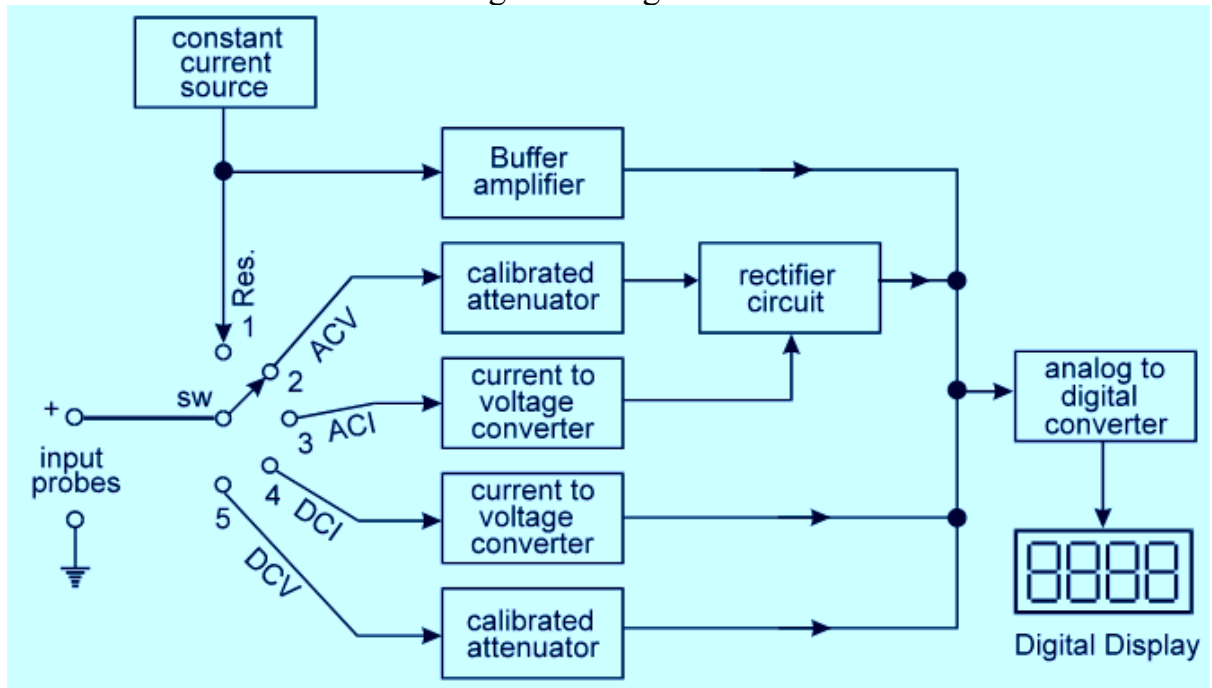 constant
current
source
Buffer
amplifier
Res.
1
ACV
calibrated
attenuator
rectifier
circuit
2
sw
+
input
probes
3
ACI
current to
voltage
converter
analog to
digital
converter
4
DCI
current to
voltage
converter
5
DCV
calibrated
attenuator
8888
Digital Display